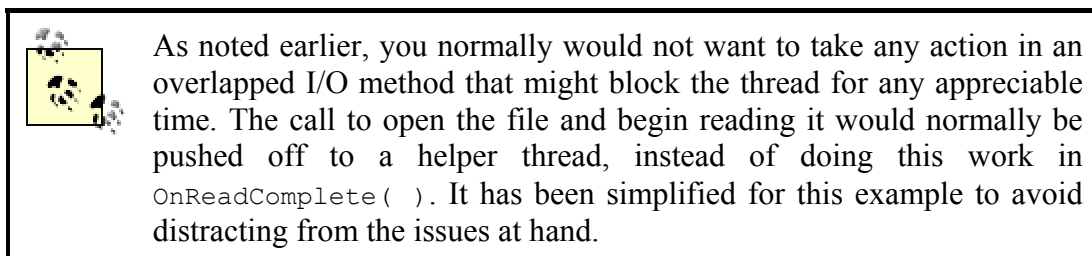 As noted earlier, you normally would not want to take any action in an
overlapped I/O method that might block the thread for any appreciable
time. The call to open the file and begin reading it would normally be
pushed off to a helper thread, instead of doing this work in
OnReadComplete( ). It has been simplified for this example to avoid
distracting from the issues at hand.